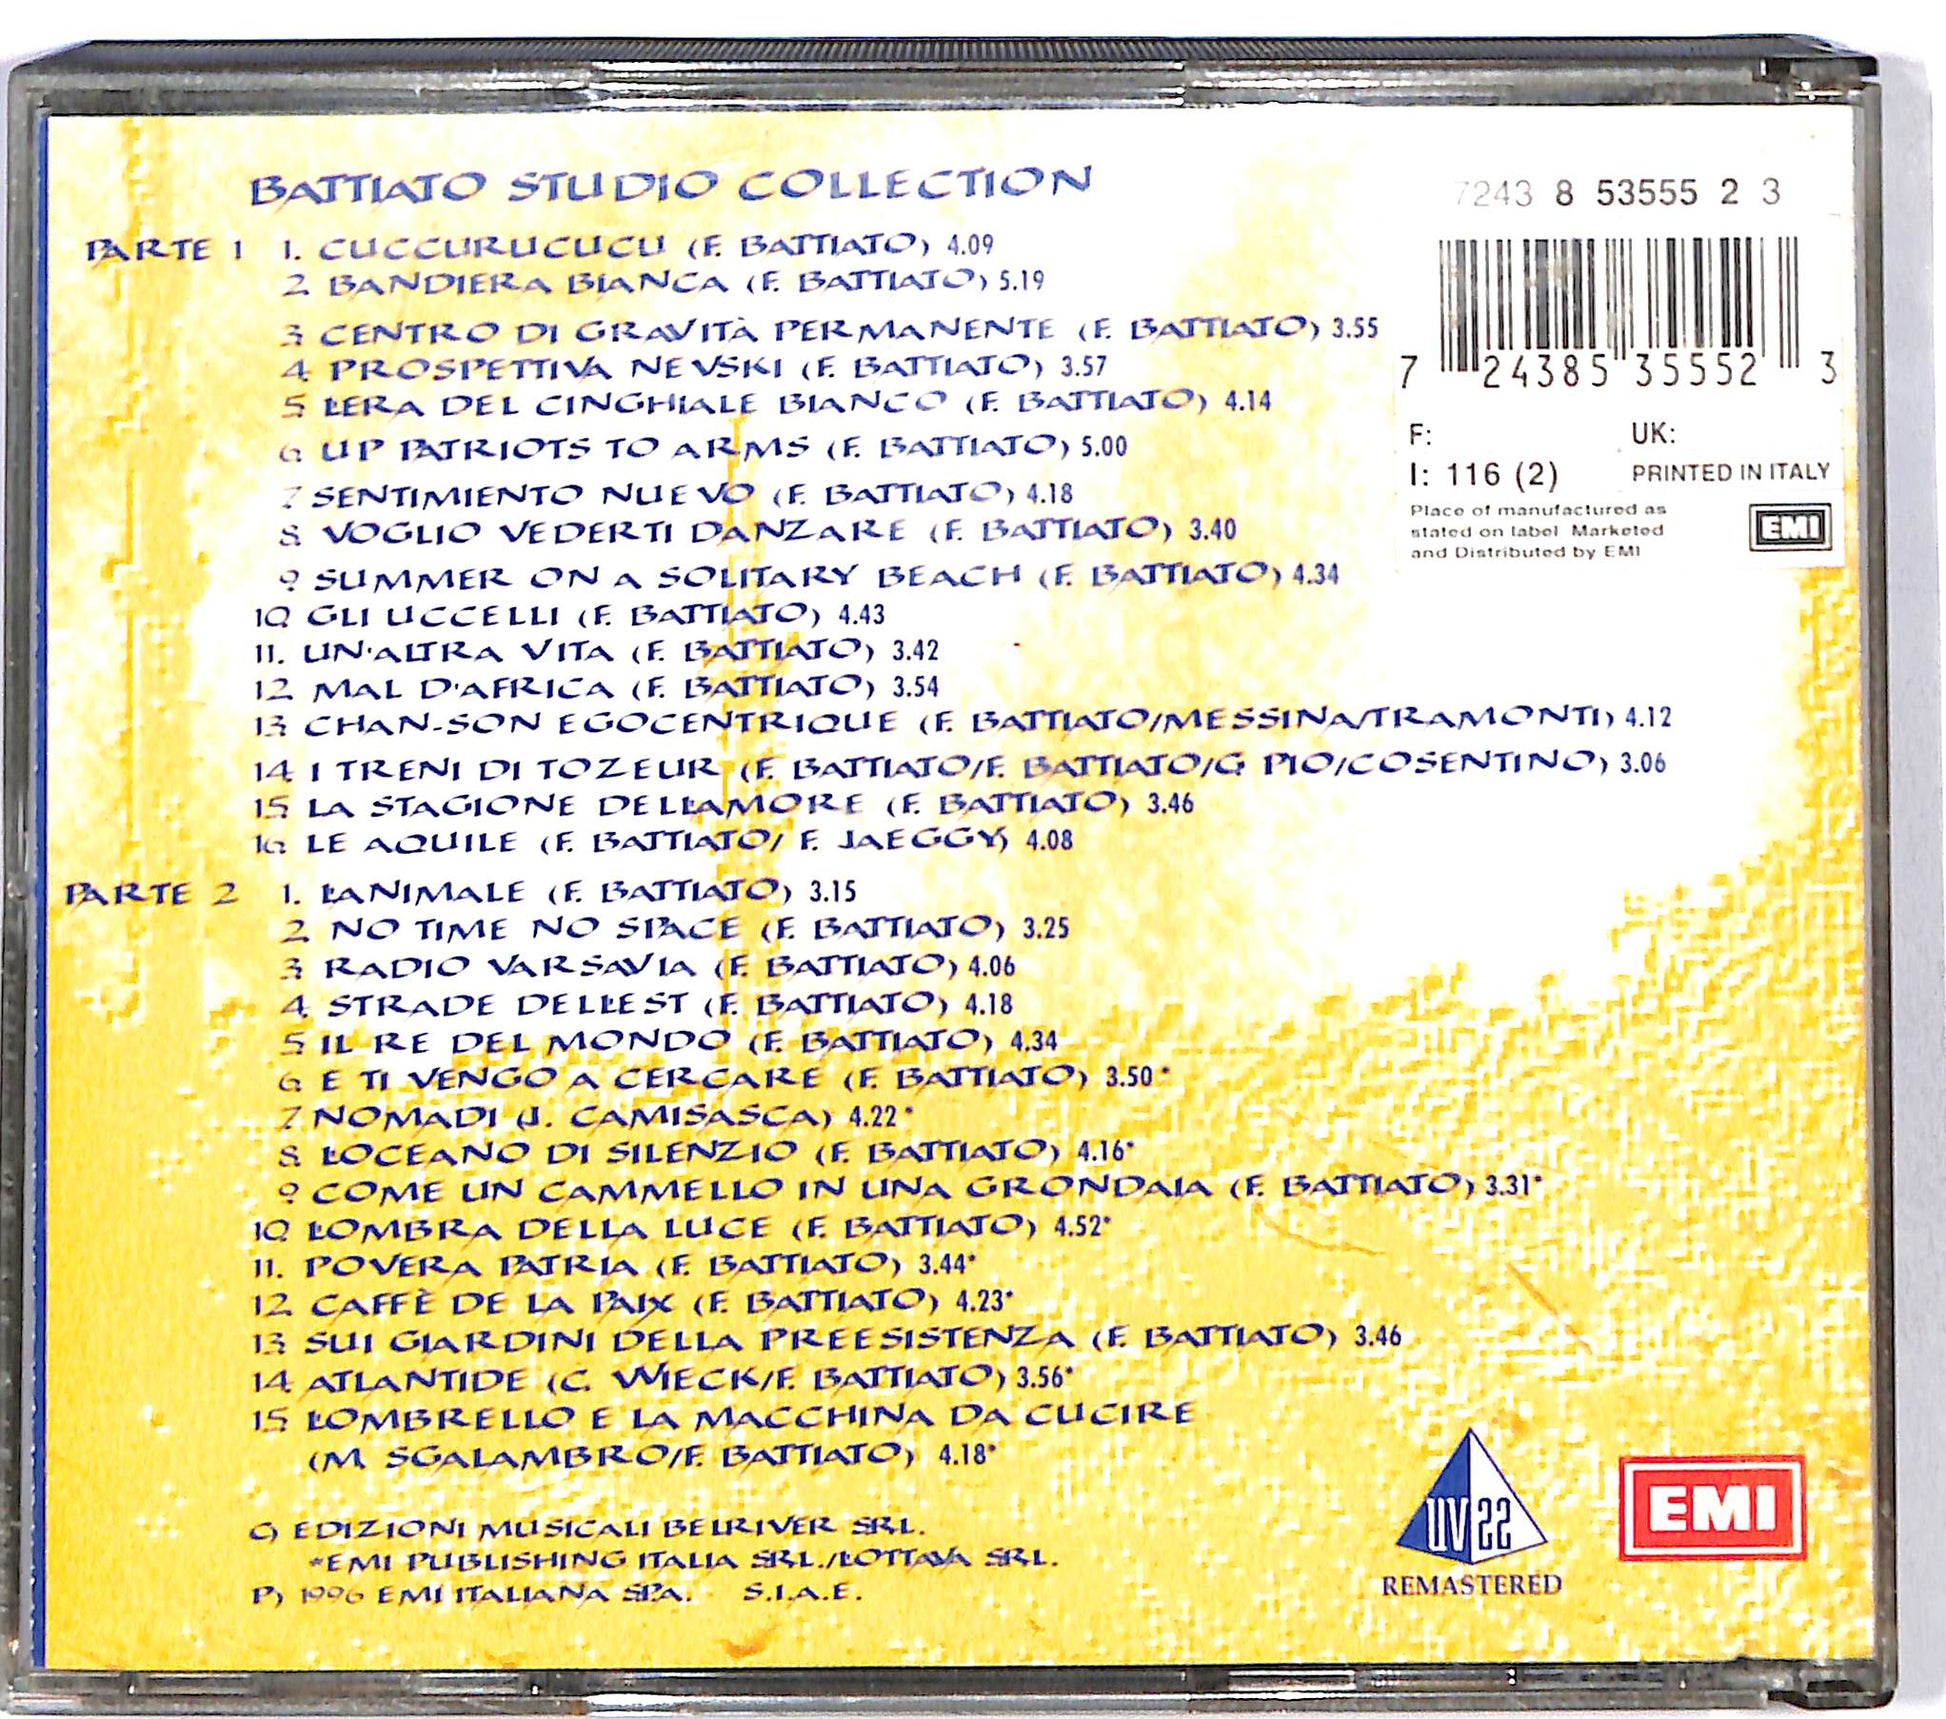 BATTIATO STUDIO COLLECTION
PARTE 1 1. CUCCURUCUCU (F. BATTIATO) 4.09
2. BANDIERA BIANCA (F. BATTIATO) 5.19
3. CENTRO DI GRAVITÀ PERMANENTE (F. BATTIATO) 3.55
4. PROSPETTIVA NEVSKI (F. BATTIATO) 3.57
5. L'ERA DEL CINGHIALE BIANCO (F. BATTIATO) 4.14
6. UP PATRIOTS TO ARMS (F. BATTIATO) 5.00
7. SENTIMIENTO NUEVO (F. BATTIATO) 4.18
8. VOGLIO VEDERTI DANZARE (F. BATTIATO) 3.40
9. SUMMER ON A SOLITARY BEACH (F. BATTIATO) 4.34
10. GLI UCCELLI (F. BATTIATO) 4.43
11. UN'ALTRA VITA (F. BATTIATO) 3.42
12. MAL D'AFRICA (F. BATTIATO) 3.54
13. CHAN-SON EGOCENTRIQUE (F. BATTIATO/MESSINA/TRAMONTI) 4.12
14. I TRENI DI TOZEUR (F. BATTIATO/F. BATTIATO/G. PIO/COSENTINO) 3.06
15. LA STAGIONE DELL'AMORE (F. BATTIATO) 3.46
16. LE AQUILE (F. BATTIATO/ F. JAEGGY) 4.08
PARTE 2 1. L'ANIMALE (F. BATTIATO) 3.15
2. NO TIME NO SPACE (F. BATTIATO) 3.25
3. RADIO VARSAVIA (F. BATTIATO) 4.06
4. STRADE DELL'EST (F. BATTIATO) 4.18
5. IL RE DEL MONDO (F. BATTIATO) 4.34
6. E TI VENGO A CERCARE (F. BATTIATO) 3.50*
7. NOMADI (J. CAMISASCA) 4.22*
8. L'OCEANO DI SILENZIO (F. BATTIATO) 4.16*
9. COME UN CAMMELLO IN UNA GRONDAIA (F. BATTIATO) 3.31*
10. L'OMBRA DELLA LUCE (F. BATTIATO) 4.52*
11. POVERA PATRIA (F. BATTIATO) 3.44*
12. CAFFÈ DE LA PAIX (F. BATTIATO) 4.23*
13. SUI GIARDINI DELLA PREESISTENZA (F. BATTIATO) 3.46
14. ATLANTIDE (C. WIECK/F. BATTIATO) 3.56*
15. L'OMBRELLO E LA MACCHINA DA CUCIRE
(M. SGALAMBRO/F. BATTIATO) 4.18*
C) EDIZIONI MUSICALI BELRIVER SRL.
*EMI PUBLISHING ITALIA SRL./L'OTTAVA SRL.
P) 1996 EMI ITALIANA SPA. S.I.A.E.
7243 8 53555 2 3
7 24385 35552 3
F: UK:
I: 116 (2) PRINTED IN ITALY
Place of manufactured as
stated on label Marketed
and Distributed by EMI
EMI
UV22
REMASTERED
EMI